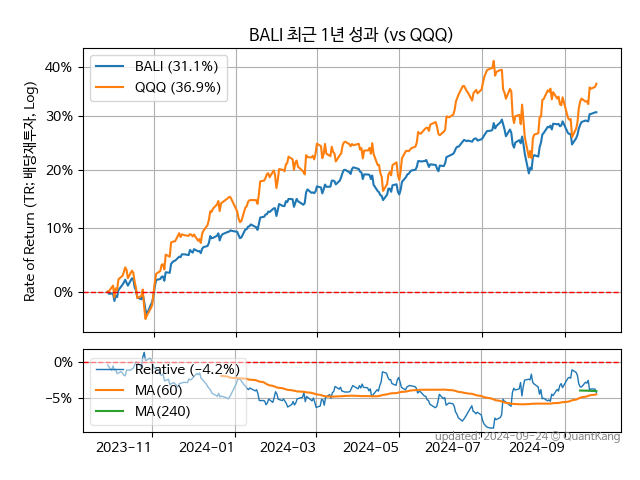 BALI 최근 1년 성과 (vs QQQ)
Rate of Return (TR: 배당재투자, Log)
BALI (31.1%)
QQQ (36.9%)
40%
30%
20%
10%
0%
0%
−5%
Relative (−4.2%)
MA(60)
MA(240)
updated: 2024-09-24 © QuantKang
2023−11
2024−01
2024−03
2024−05
2024−07
2024−09